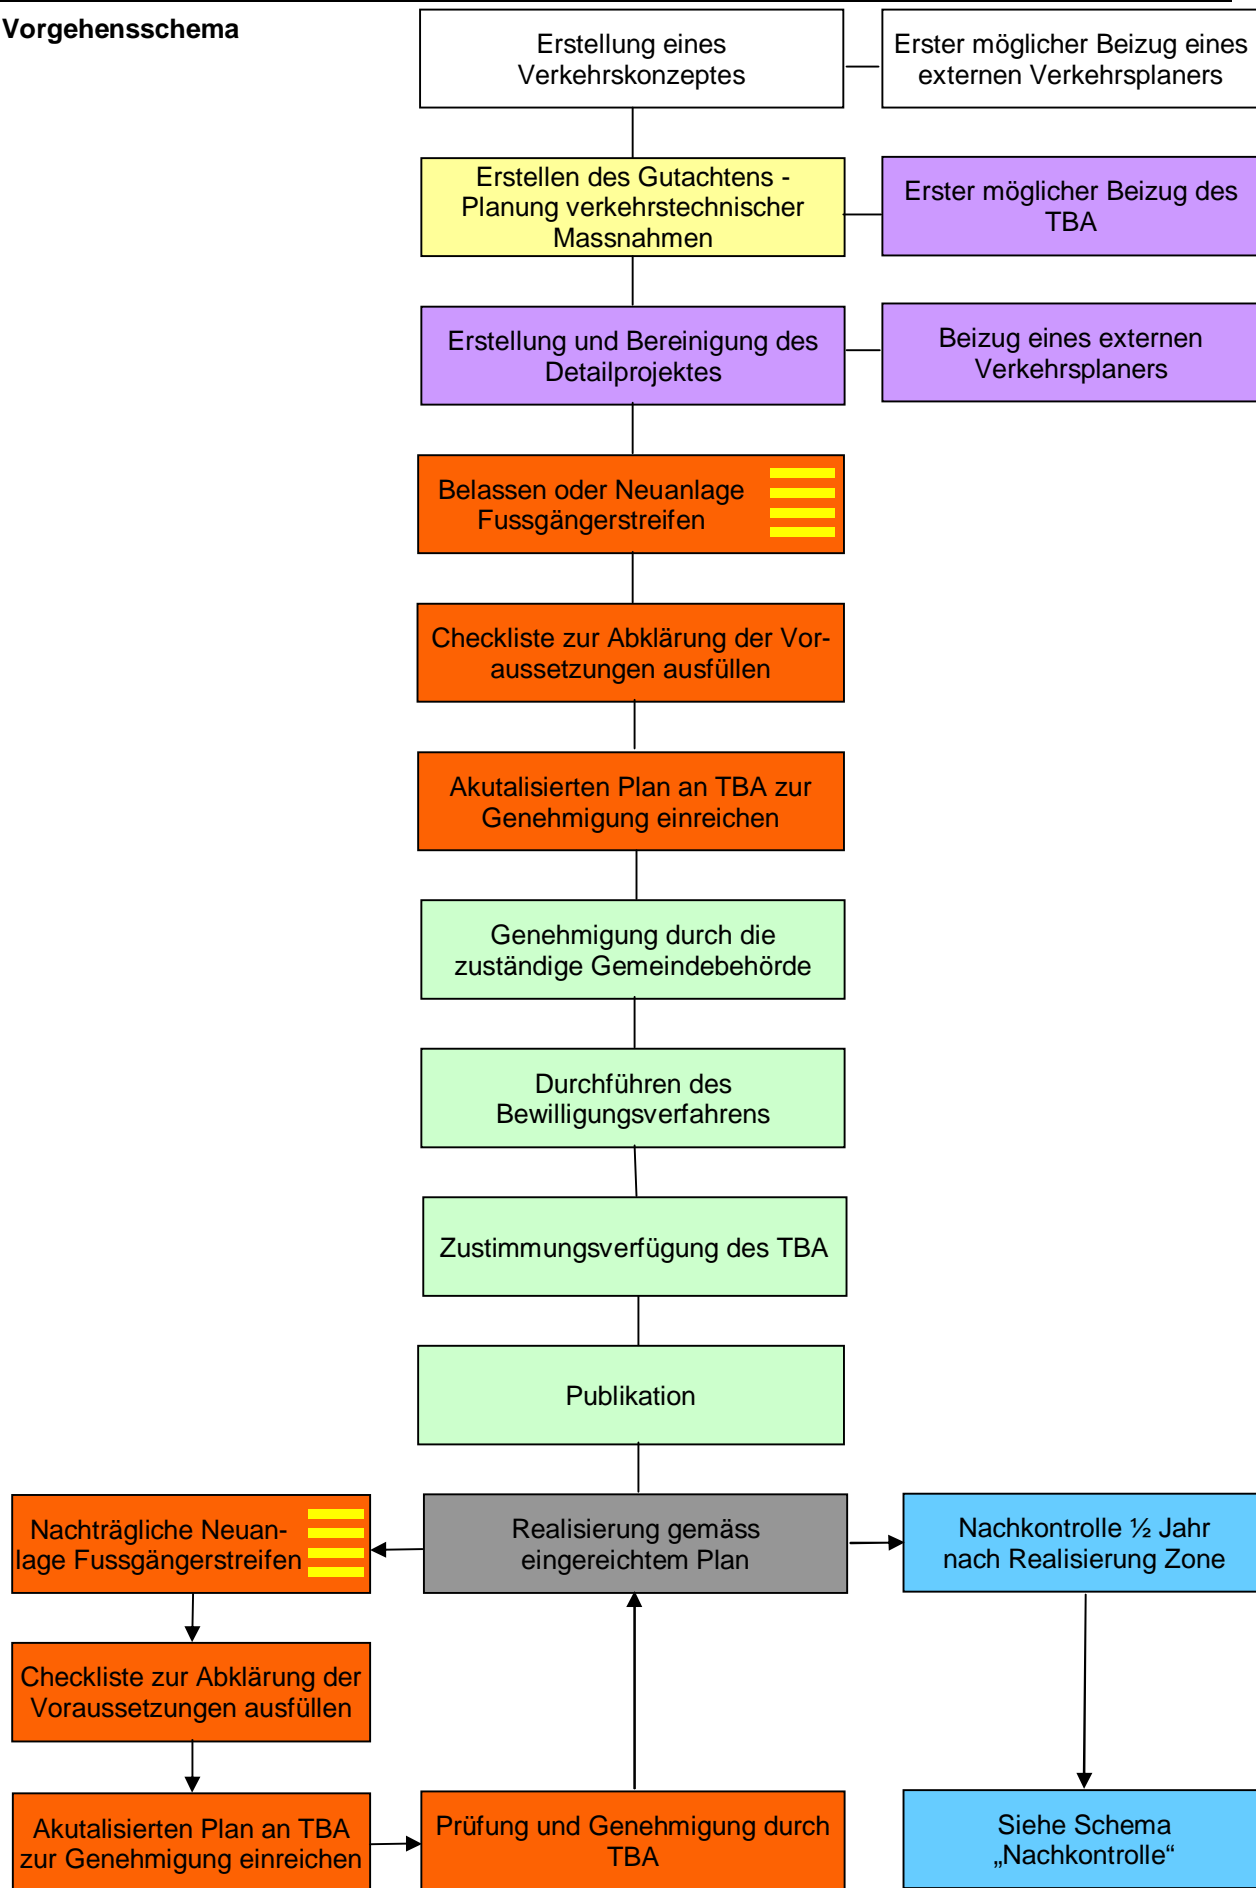 Vorgehensschema
Erstellung eines
Verkehrskonzeptes
Erster möglicher Beizug eines
externen Verkehrsplaners
Erstellen des Gutachtens -
Planung verkehrstechnischer
Massnahmen
Erster möglicher Beizug des
TBA
Erstellung und Bereinigung des
Detailprojektes
Beizug eines externen
Verkehrsplaners
Belassen oder Neuanlage
Fussgängerstreifen
Checkliste zur Abklärung der Vor-
aussetzungen ausfüllen
Akutalisierten Plan an TBA zur
Genehmigung einreichen
Genehmigung durch die
zuständige Gemeindebehörde
Durchführen des
Bewilligungsverfahrens
Zustimmungsverfügung des TBA
Publikation
Nachträgliche Neuan-
lage Fussgängerstreifen
Realisierung gemäss
eingereichtem Plan
Nachkontrolle ½ Jahr
nach Realisierung Zone
Checkliste zur Abklärung der
Voraussetzungen ausfüllen
Akutalisierten Plan an TBA
zur Genehmigung einreichen
Prüfung und Genehmigung durch
TBA
Siehe Schema
„Nachkontrolle“